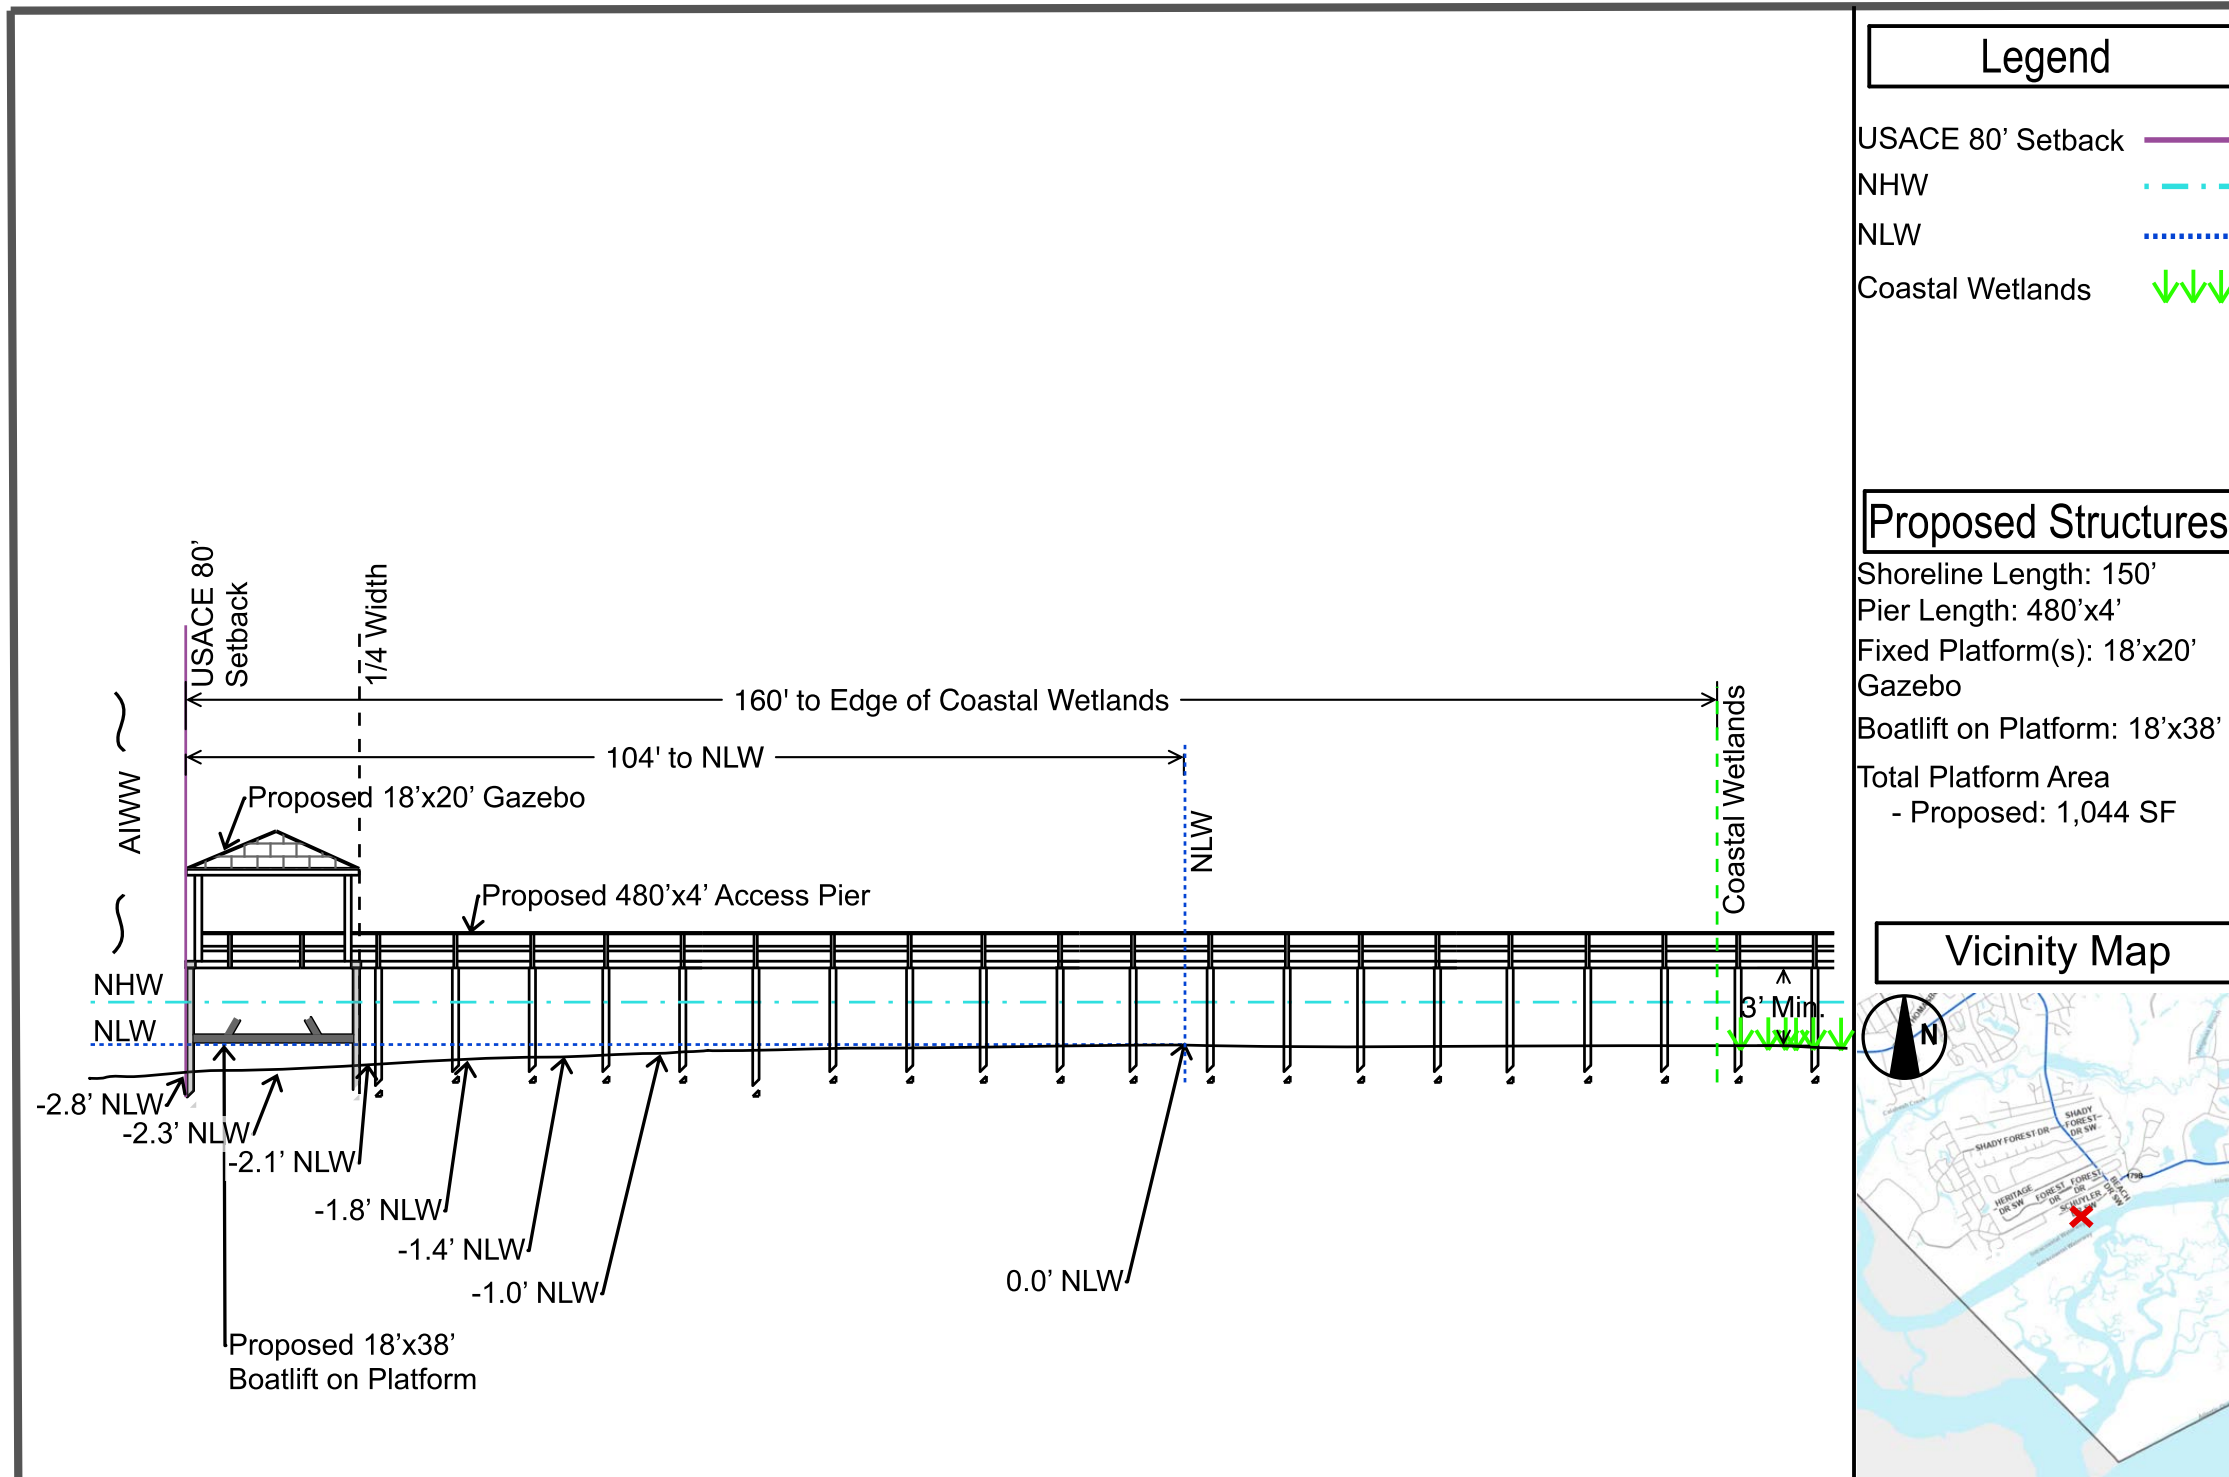 Legend
USACE 80’ Setback
NHW
NLW
Coastal Wetlands
Proposed Structures
Shoreline Length: 150’
Pier Length: 480’x4’
Fixed Platform(s): 18’x20’
Gazebo
Boatlift on Platform: 18’x38’
Total Platform Area
- Proposed: 1,044 SF
Vicinity Map
N
SHADY FOREST DR
SHADY
FOREST
DR SW
HERITAGE
DR SW
FOREST
DR
FOREST
DR
SCHUYLER
BEACH
DR SW
USACE 80’
Setback
1/4 Width
160' to Edge of Coastal Wetlands
104' to NLW
Coastal Wetlands
NLW
AIWW
Proposed 18’x20’ Gazebo
Proposed 480’x4’ Access Pier
NHW
NLW
3’ Min.
-2.8’ NLW
-2.3’ NLW
-2.1’ NLW
-1.8’ NLW
-1.4’ NLW
-1.0’ NLW
0.0’ NLW
Proposed 18’x38’
Boatlift on Platform